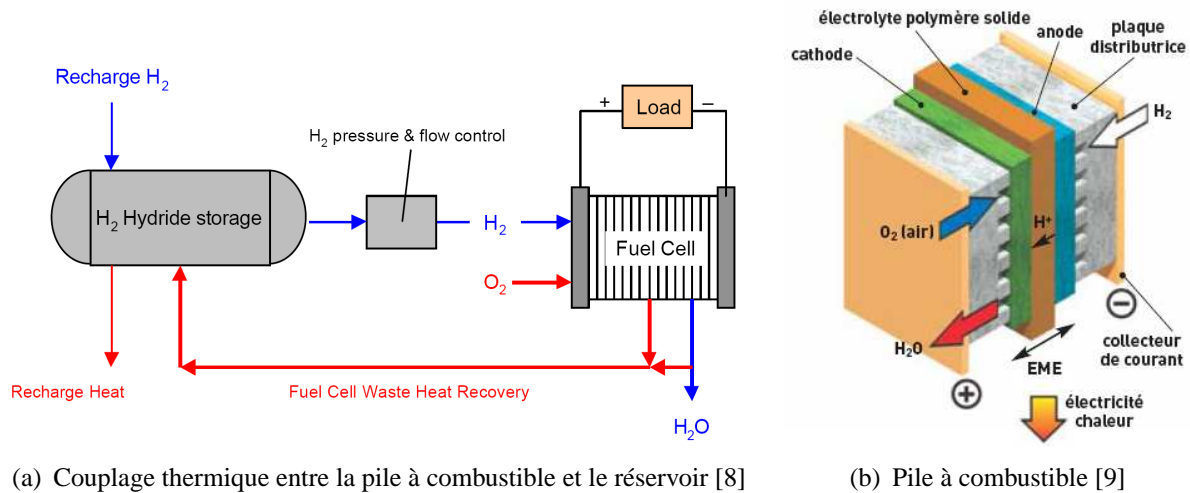 Recharge H₂
H₂ Hydride storage
Recharge Heat
H₂ pressure & flow control
H₂
O₂
+
Load
–
Fuel Cell
Fuel Cell Waste Heat Recovery
H₂O
(a) Couplage thermique entre la pile à combustible et le réservoir [8]
électrolyte polymère solide
cathode
anode
plaque
distributrice
H₂
O₂ (air)
H⁺
H₂O
EME
+
–
collecteur
de courant
électricité
chaleur
(b) Pile à combustible [9]